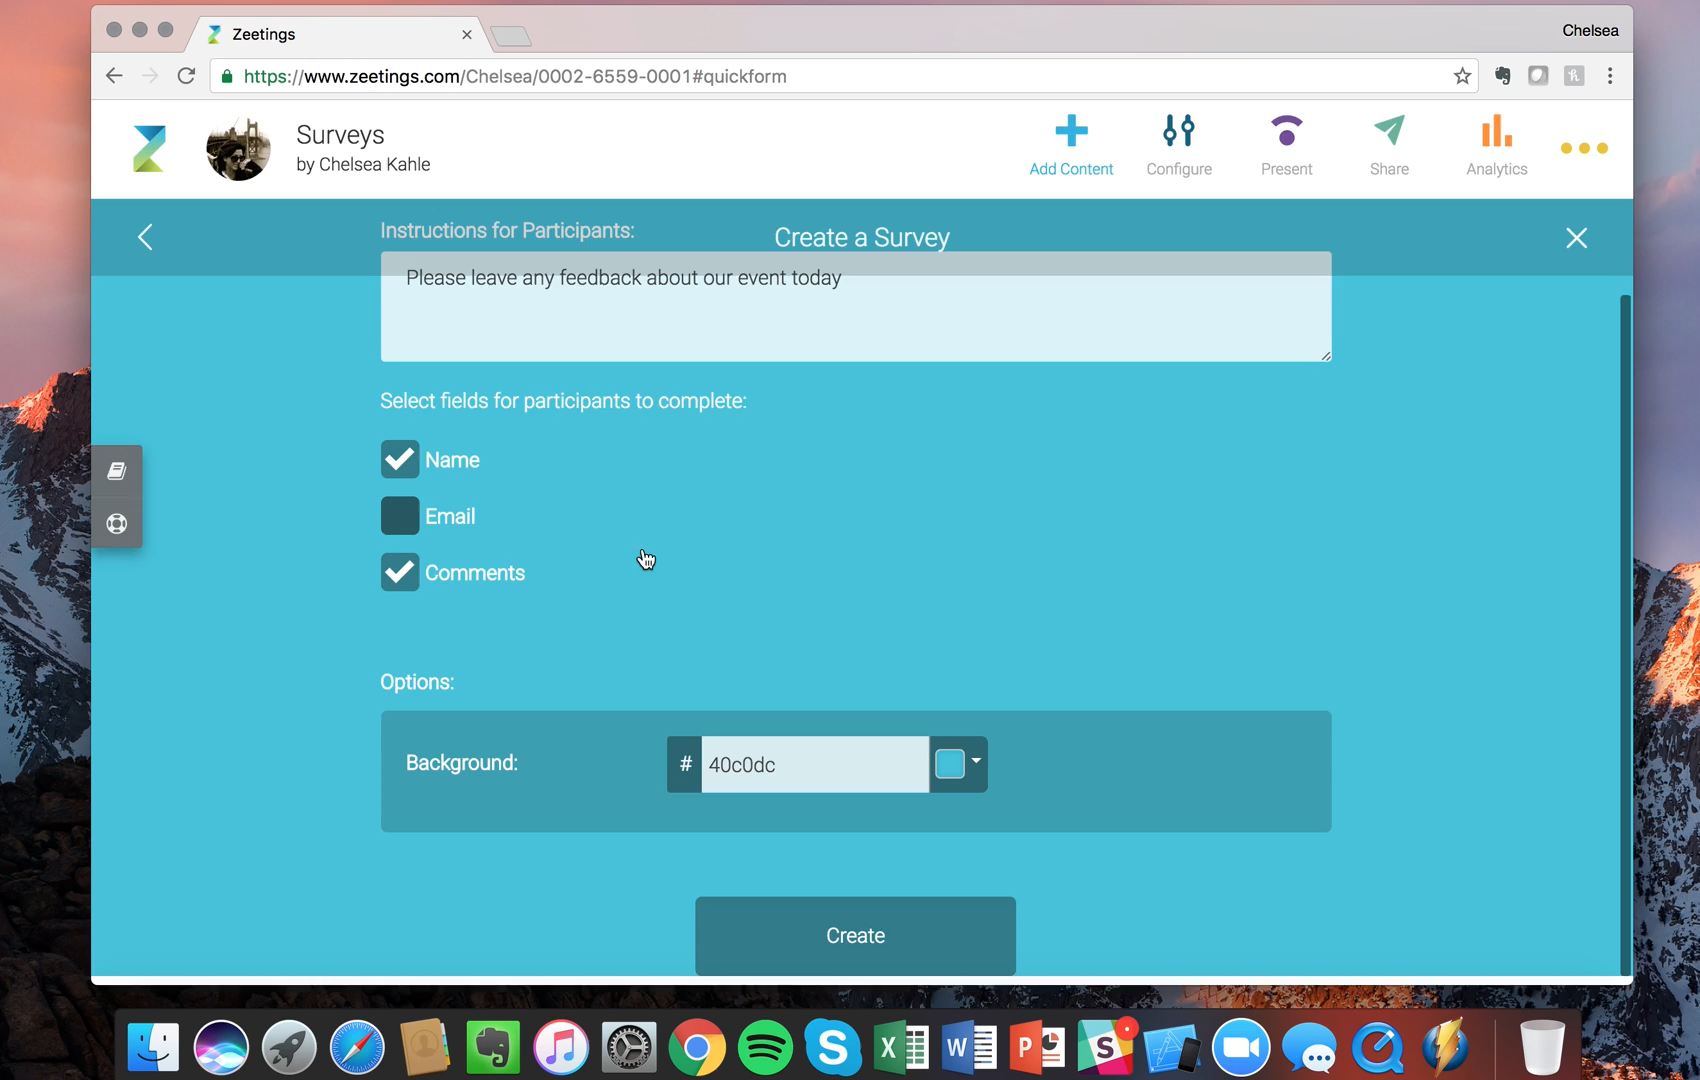 Zeetings
Chelsea
https://www.zeetings.com/Chelsea/0002-6559-0001#quickform
Surveys
by Chelsea Kahle
Add Content
Configure
Present
Share
Analytics
Instructions for Participants:
Create a Survey
Please leave any feedback about our event today
Select fields for participants to complete:
Name
Email
Comments
Options:
Background:
# 40c0dc
Create